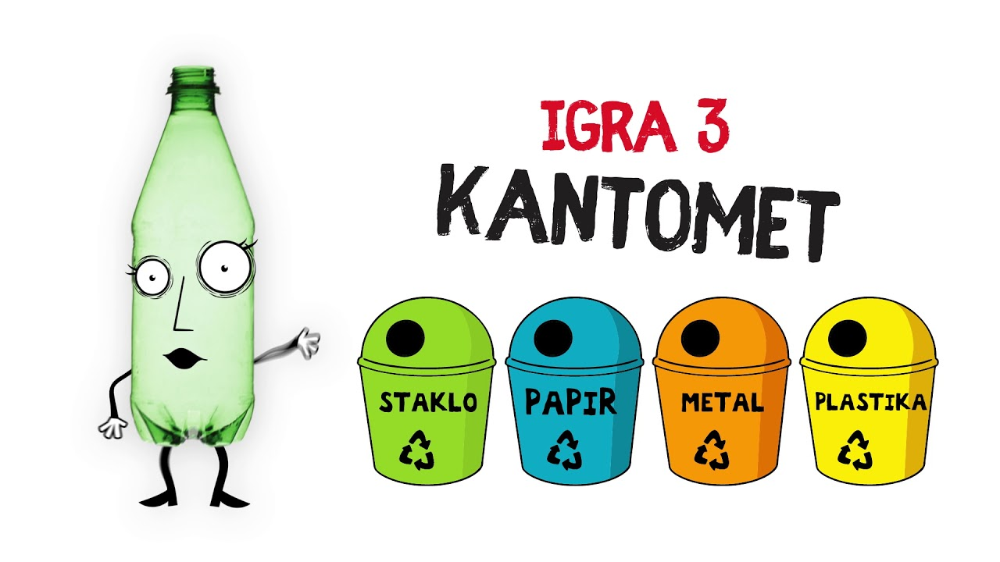 IGRA 3
KANTOMET
STAKLO
PAPIR
METAL
PLASTIKA